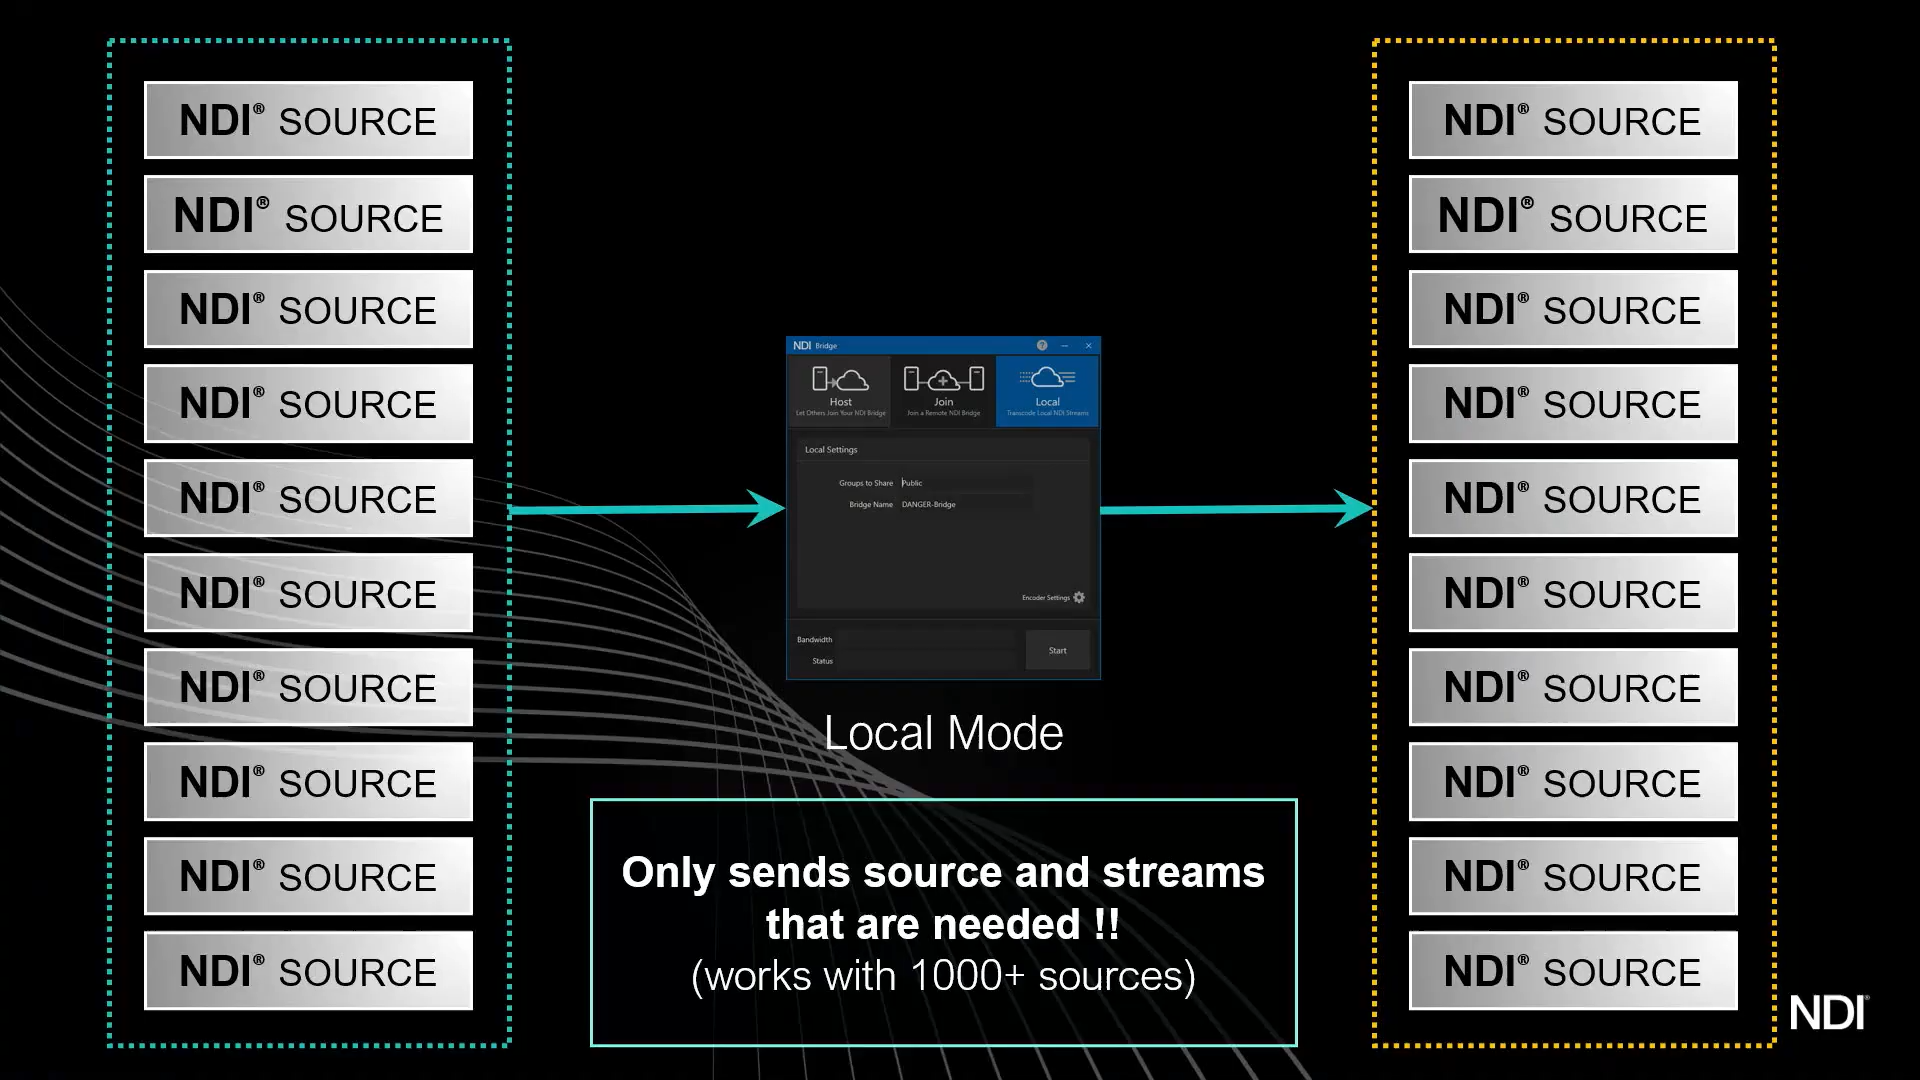 NDI® SOURCE
NDI® SOURCE
NDI® SOURCE
NDI® SOURCE
NDI® SOURCE
NDI® SOURCE
NDI® SOURCE
NDI® SOURCE
NDI® SOURCE
NDI® SOURCE
NDI Bridge
?
Host
Let Others Join Your NDI Bridge
Join
Join a Remote NDI Bridge
Local
Transcode Local NDI Streams
Local Settings
Groups to Share Public
Bridge Name DANGER-Bridge
Encoder Settings
Bandwidth
Status
Start
Local Mode
Only sends source and streams
that are needed !!
(works with 1000+ sources)
NDI® SOURCE
NDI® SOURCE
NDI® SOURCE
NDI® SOURCE
NDI® SOURCE
NDI® SOURCE
NDI® SOURCE
NDI® SOURCE
NDI® SOURCE
NDI® SOURCE
NDI®